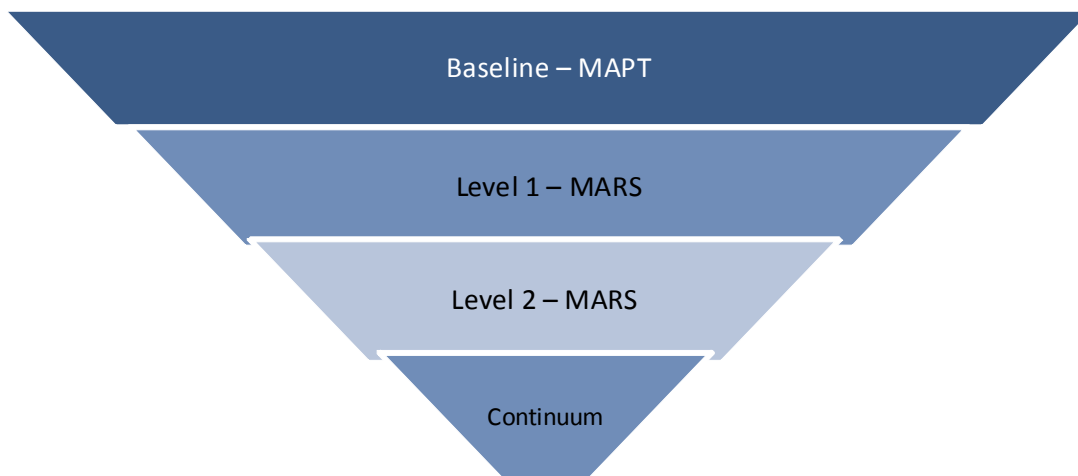 Baseline – MAPT
Level 1 – MARS
Level 2 – MARS
Continuum